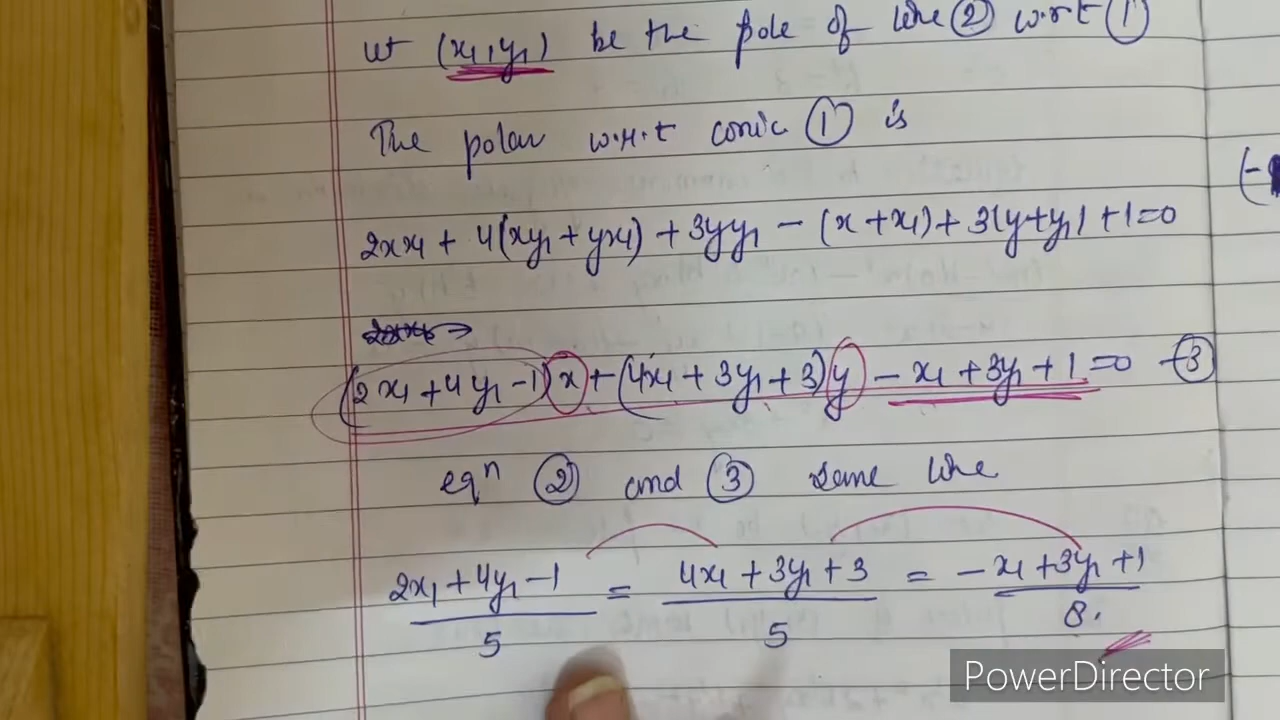 let (x₁, y₁) be the pole of line ② w.r.t ①
The polar w.r.t conic ① is
2xx₁ + 4(xy₁ + yx₁) + 3yy₁ - (x + x₁) + 3(y + y₁) + 1 = 0
(2x₁ + 4y₁ - 1)x + (4x₁ + 3y₁ + 3)y - x₁ + 3y₁ + 1 = 0 - ③
eqⁿ ② and ③ same line
(2x₁ + 4y₁ - 1)/5 = (4x₁ + 3y₁ + 3)/5 = (-x₁ + 3y₁ + 1)/8.
PowerDirector